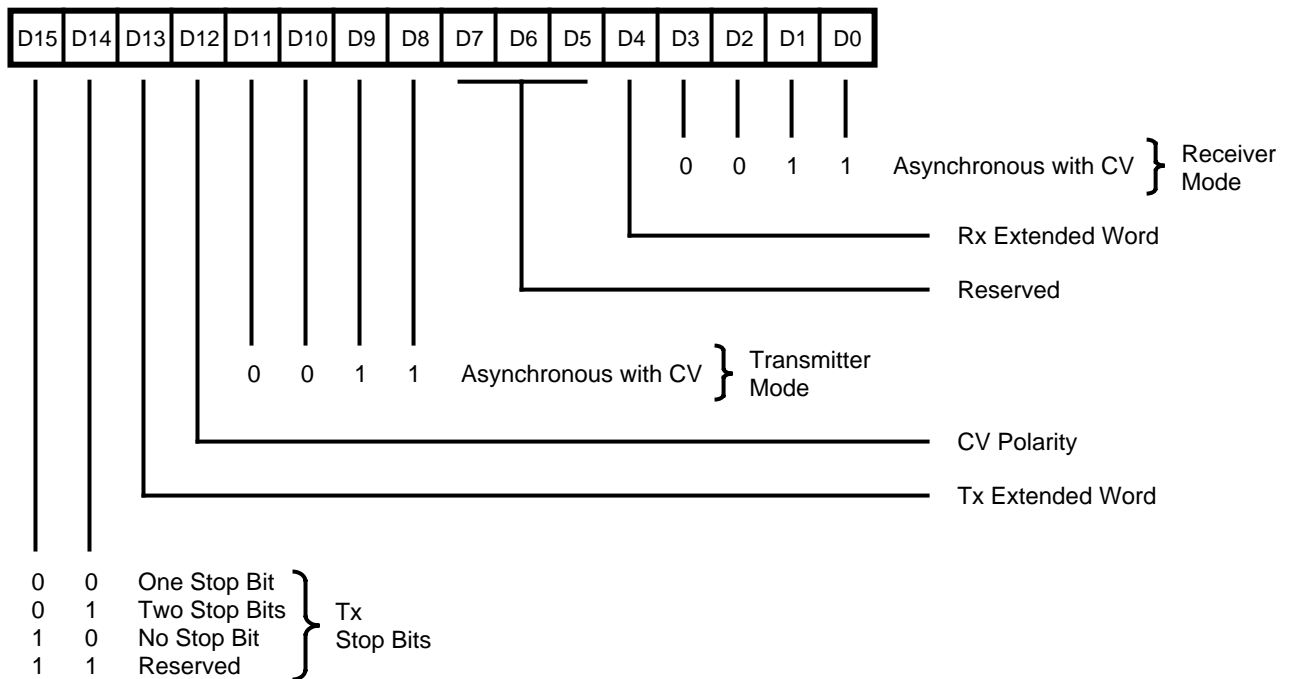 D15 D14 D13 D12 D11 D10 D9 D8 D7 D6 D5 D4 D3 D2 D1 D0
0 0 1 1 Asynchronous with CV
Receiver
Mode
Rx Extended Word
Reserved
0 0 1 1 Asynchronous with CV
Transmitter
Mode
CV Polarity
Tx Extended Word
0 0 One Stop Bit
0 1 Two Stop Bits
1 0 No Stop Bit
1 1 Reserved
Tx
Stop Bits